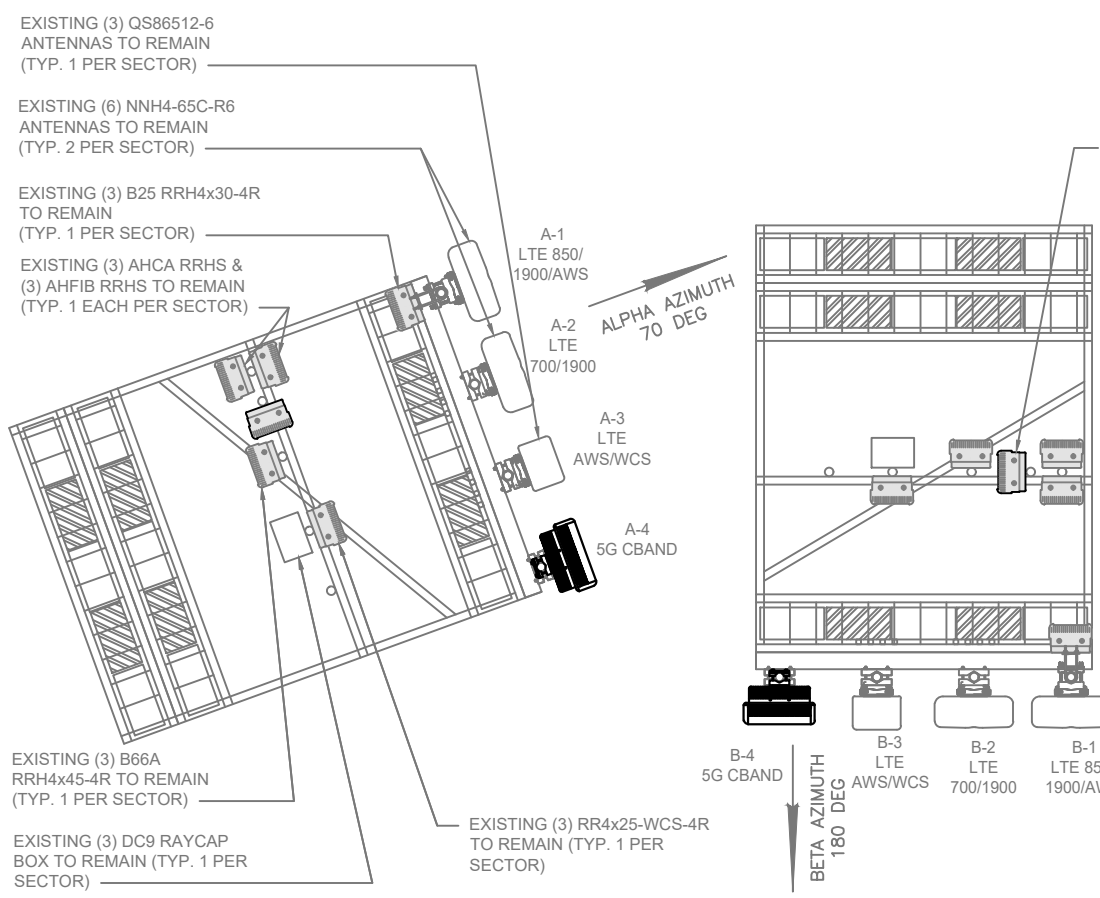 EXISTING (3) QS86512-6
ANTENNAS TO REMAIN
(TYP. 1 PER SECTOR)
EXISTING (6) NNH4-65C-R6
ANTENNAS TO REMAIN
(TYP. 2 PER SECTOR)
EXISTING (3) B25 RRH4x30-4R
TO REMAIN
(TYP. 1 PER SECTOR)
EXISTING (3) AHCA RRHS &
(3) AHFIB RRHS TO REMAIN
(TYP. 1 EACH PER SECTOR)
A-1
LTE 850/
1900/AWS
ALPHA AZIMUTH
70 DEG
A-2
LTE
700/1900
A-3
LTE
AWS/WCS
A-4
5G CBAND
EXISTING (3) B66A
RRH4x45-4R TO REMAIN
(TYP. 1 PER SECTOR)
EXISTING (3) DC9 RAYCAP
BOX TO REMAIN (TYP. 1 PER
SECTOR)
EXISTING (3) RR4x25-WCS-4R
TO REMAIN (TYP. 1 PER
SECTOR)
B-4
5G CBAND
BETA AZIMUTH
180 DEG
B-3
LTE
AWS/WCS
B-2
LTE
700/1900
B-1
LTE 85
1900/AW